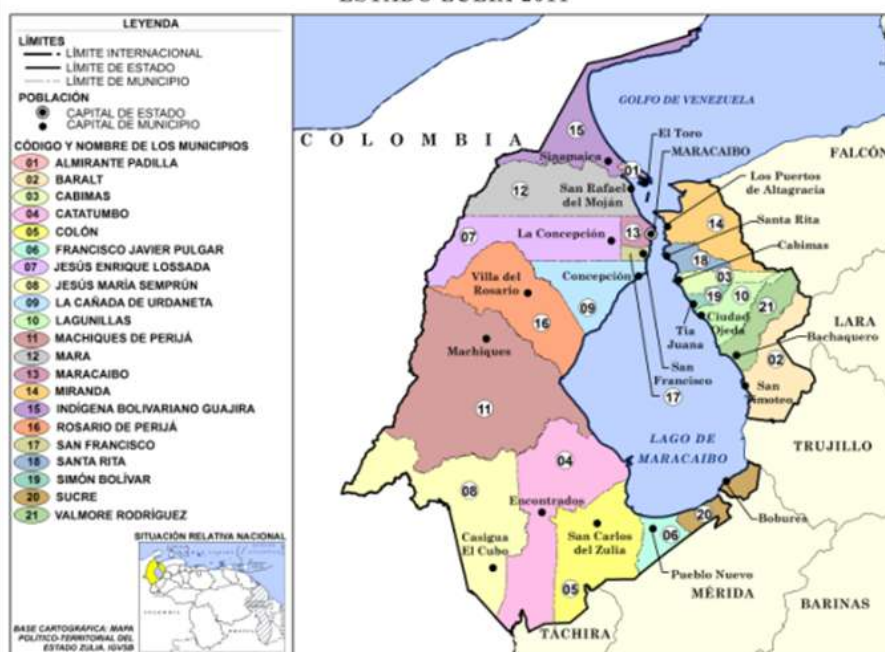 ESTADO ZULIA 2011
LEYENDA
LÍMITES
LÍMITE INTERNACIONAL
LÍMITE DE ESTADO
LÍMITE DE MUNICIPIO
POBLACIÓN
CAPITAL DE ESTADO
CAPITAL DE MUNICIPIO
CÓDIGO Y NOMBRE DE LOS MUNICIPIOS
01 ALMIRANTE PADILLA
02 BARALT
03 CABIMAS
04 CATATUMBO
05 COLÓN
06 FRANCISCO JAVIER PULGAR
07 JESÚS ENRIQUE LOSSADA
08 JESÚS MARÍA SEMPRÚN
09 LA CAÑADA DE URDANETA
10 LAGUNILLAS
11 MACHIQUES DE PERIJÁ
12 MARA
13 MARACAIBO
14 MIRANDA
15 INDÍGENA BOLIVARIANO GUAJIRA
16 ROSARIO DE PERIJÁ
17 SAN FRANCISCO
18 SANTA RITA
19 SIMÓN BOLÍVAR
20 SUCRE
21 VALMORE RODRÍGUEZ
SITUACIÓN RELATIVA NACIONAL
BASE CARTOGRÁFICA: MAPA
POLÍTICO-TERRITORIAL DEL
ESTADO ZULIA. IGVSB
GOLFO DE VENEZUELA
COLOMBIA
15
El Toro
Sinamaica
MARACAIBO
01
FALCÓN
12
San Rafael
del Moján
Los Puertos
de Altagracia
Santa Rita
07
La Concepción
13
14
Cabimas
18
03
Villa del
Rosario
Concepción
19
10
21
09
Ciudad
Ojeda
LARA
16
Tía
Juana
Bachaquero
Machiques
02
San
Francisco
17
San
Timoteo
11
LAGO DE
MARACAIBO
TRUJILLO
04
08
Encontrados
20
Bobures
Casigua
El Cubo
San Carlos
del Zulia
06
Pueblo Nuevo
05
MÉRIDA
BARINAS
TÁCHIRA